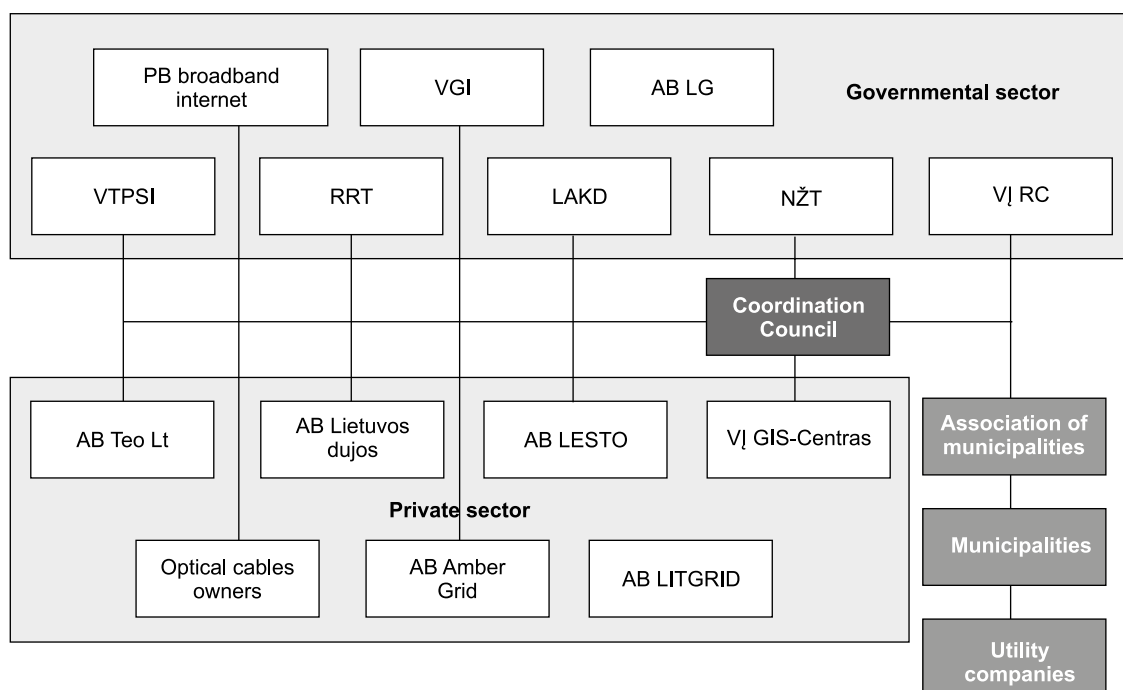 PB broadband
internet
VGI
AB LG
Governmental sector
VTPSI
RRT
LAKD
NŽT
VĮ RC
Coordination
Council
AB Teo Lt
AB Lietuvos
dujos
AB LESTO
VĮ GIS-Centras
Association of
municipalities
Private sector
Optical cables
owners
AB Amber
Grid
AB LITGRID
Municipalities
Utility
companies